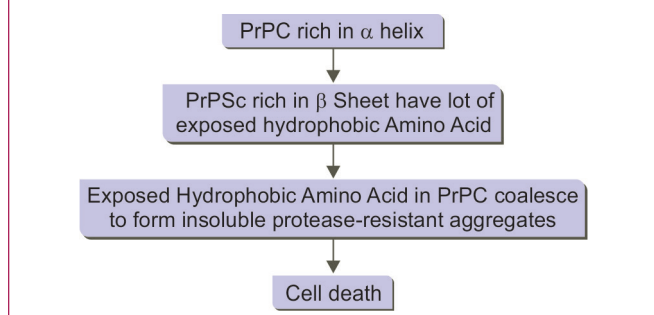 PrPC rich in α helix
PrPSc rich in β Sheet have lot of
exposed hydrophobic Amino Acid
Exposed Hydrophobic Amino Acid in PrPC coalesce
to form insoluble protease-resistant aggregates
Cell death